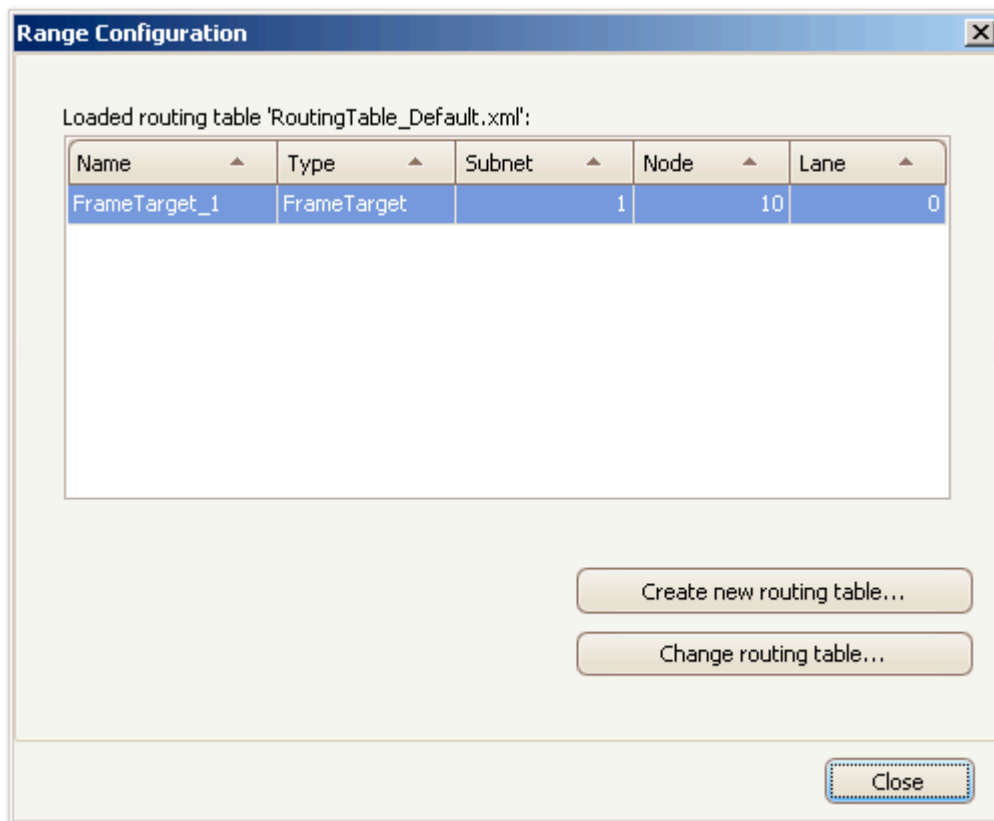 Range Configuration
Loaded routing table 'RoutingTable_Default.xml':
Name Type Subnet Node Lane
FrameTarget_1 FrameTarget 1 10 0
Create new routing table...
Change routing table...
Close